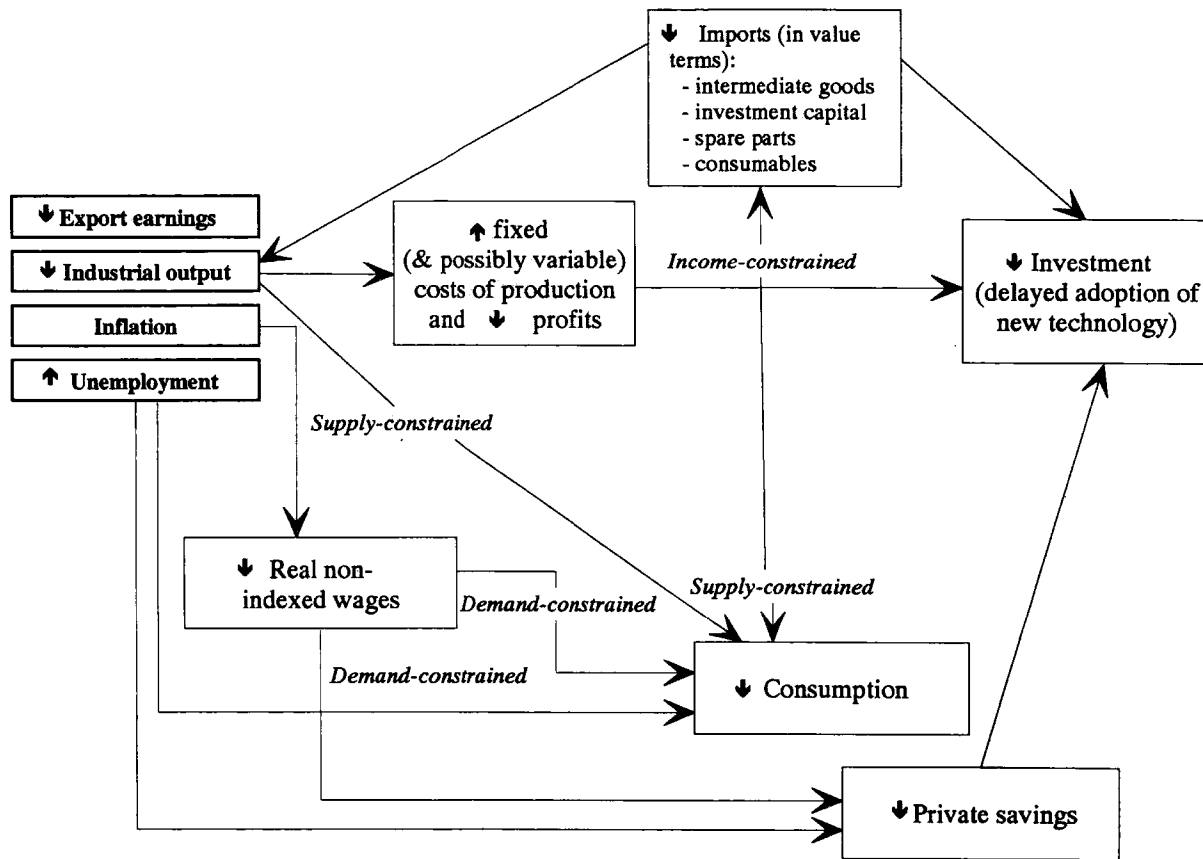 ↓ Imports (in value
terms):
- intermediate goods
- investment capital
- spare parts
- consumables
↓ Export earnings
↓ Industrial output
Inflation
↑ Unemployment
↑ fixed
(& possibly variable)
costs of production
and ↓ profits
Income-constrained
↓ Investment
(delayed adoption of
new technology)
Supply-constrained
↓ Real non-
indexed wages
Demand-constrained
Supply-constrained
Demand-constrained
↓ Consumption
↓ Private savings